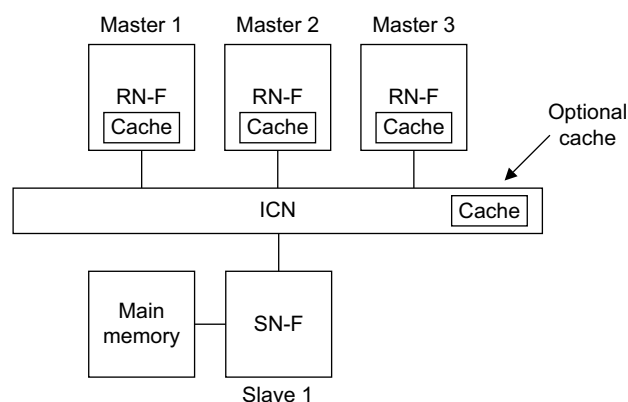 Master 1
Master 2
Master 3
RN-F
Cache
RN-F
Cache
RN-F
Cache
Optional
cache
ICN
Cache
Main
memory
SN-F
Slave 1